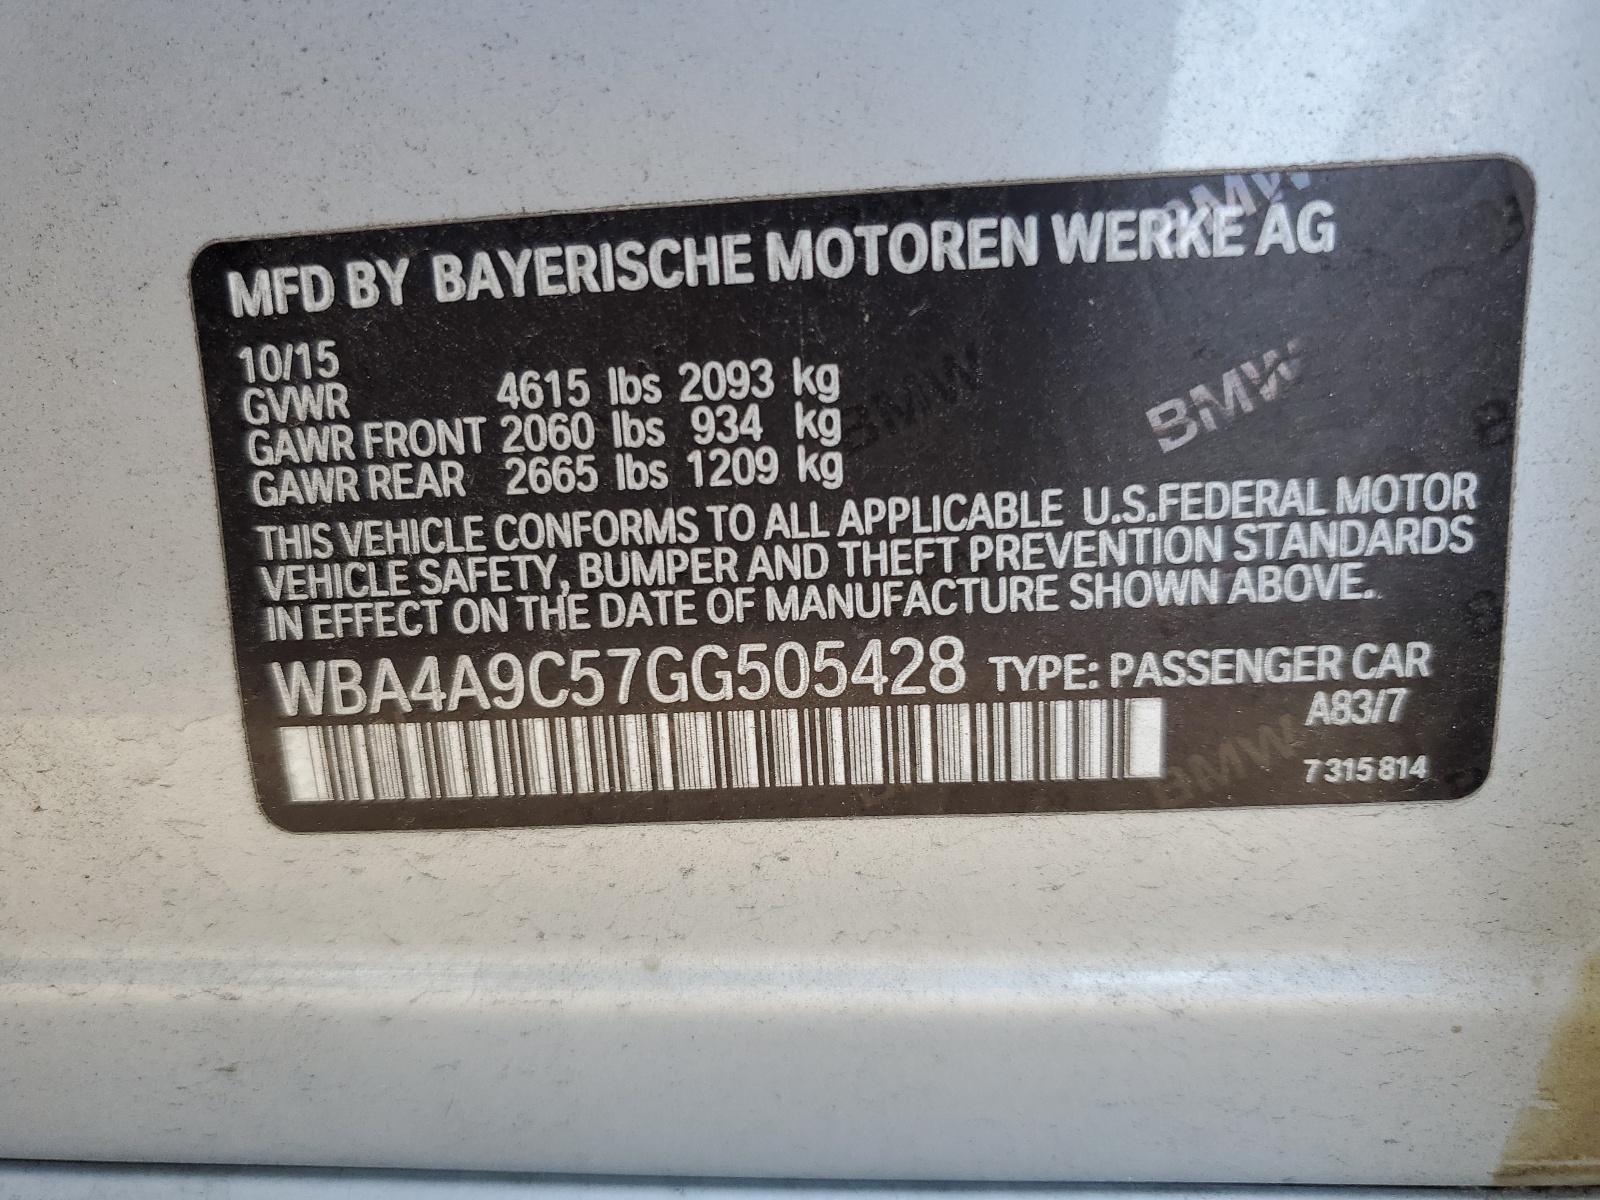 MFD BY BAYERISCHE MOTOREN WERKE AG
10/15
GVWR 4615 lbs 2093 kg
GAWR FRONT 2060 lbs 934 kg
GAWR REAR 2665 lbs 1209 kg
THIS VEHICLE CONFORMS TO ALL APPLICABLE U.S.FEDERAL MOTOR
VEHICLE SAFETY, BUMPER AND THEFT PREVENTION STANDARDS
IN EFFECT ON THE DATE OF MANUFACTURE SHOWN ABOVE.
WBA4A9C57GG505428 TYPE: PASSENGER CAR
A83/7
7 315 814
BMW
BMW
BMW
BMW